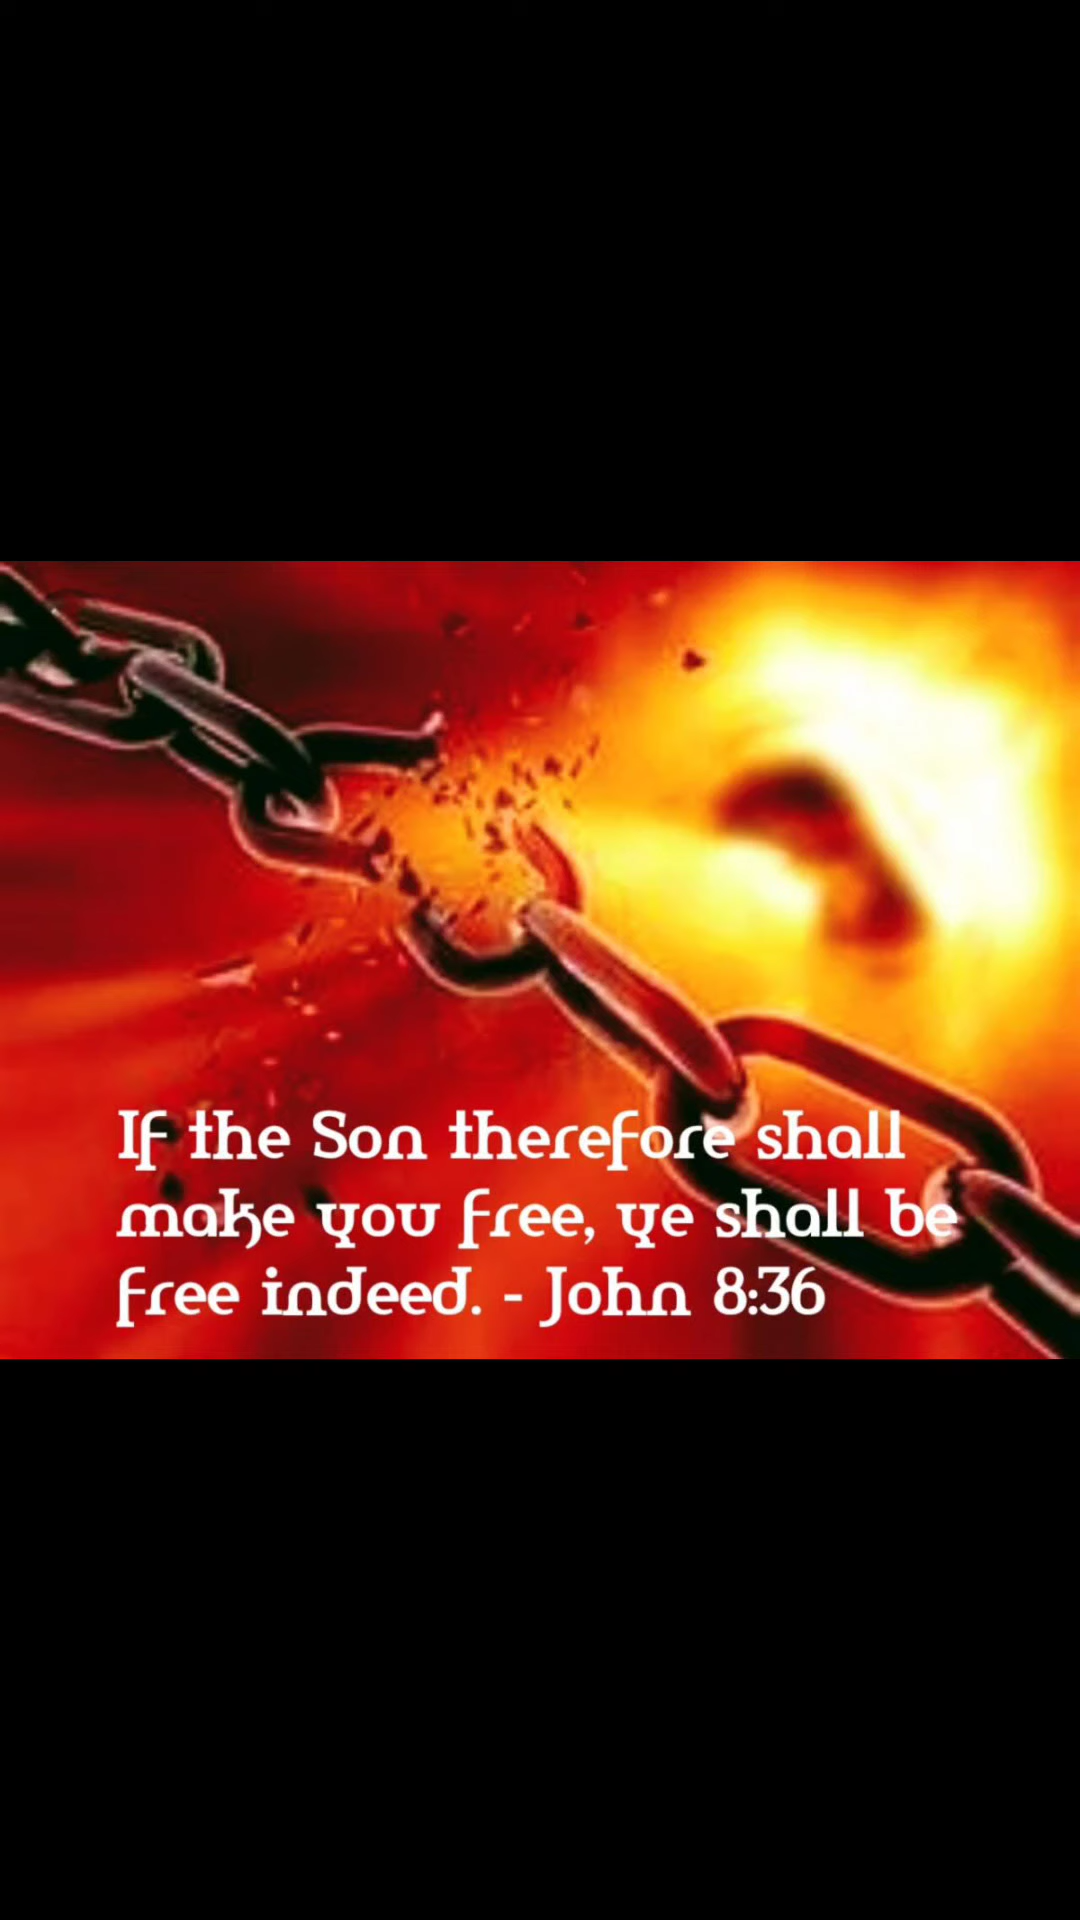 If the Son therefore shall
make you free, ye shall be
free indeed. - John 8:36